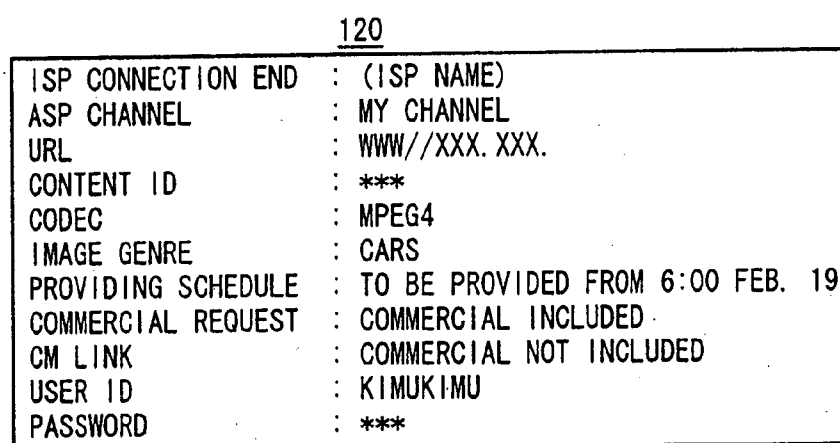 120
ISP CONNECTION END : (ISP NAME)
ASP CHANNEL : MY CHANNEL
URL : WWW//XXX.XXX.
CONTENT ID : ***
CODEC : MPEG4
IMAGE GENRE : CARS
PROVIDING SCHEDULE : TO BE PROVIDED FROM 6:00 FEB. 19
COMMERCIAL REQUEST : COMMERCIAL INCLUDED
CM LINK : COMMERCIAL NOT INCLUDED
USER ID : KIMUKIMU
PASSWORD : ***